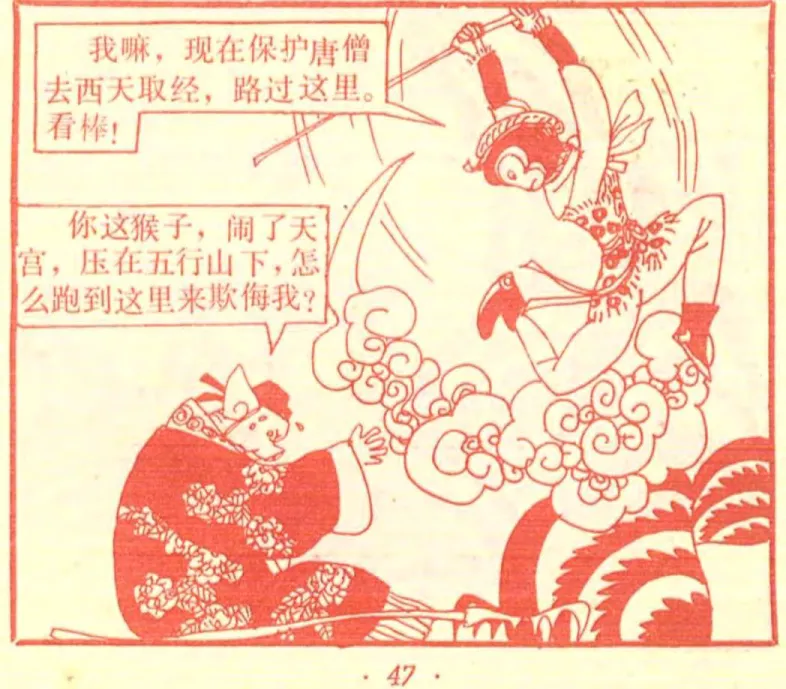 我嘛，现在保护唐僧
去西天取经，路过这里。
看棒！
你这猴子，闹了天
宫，压在五行山下，怎
么跑到这里来欺侮我？
· 47 ·